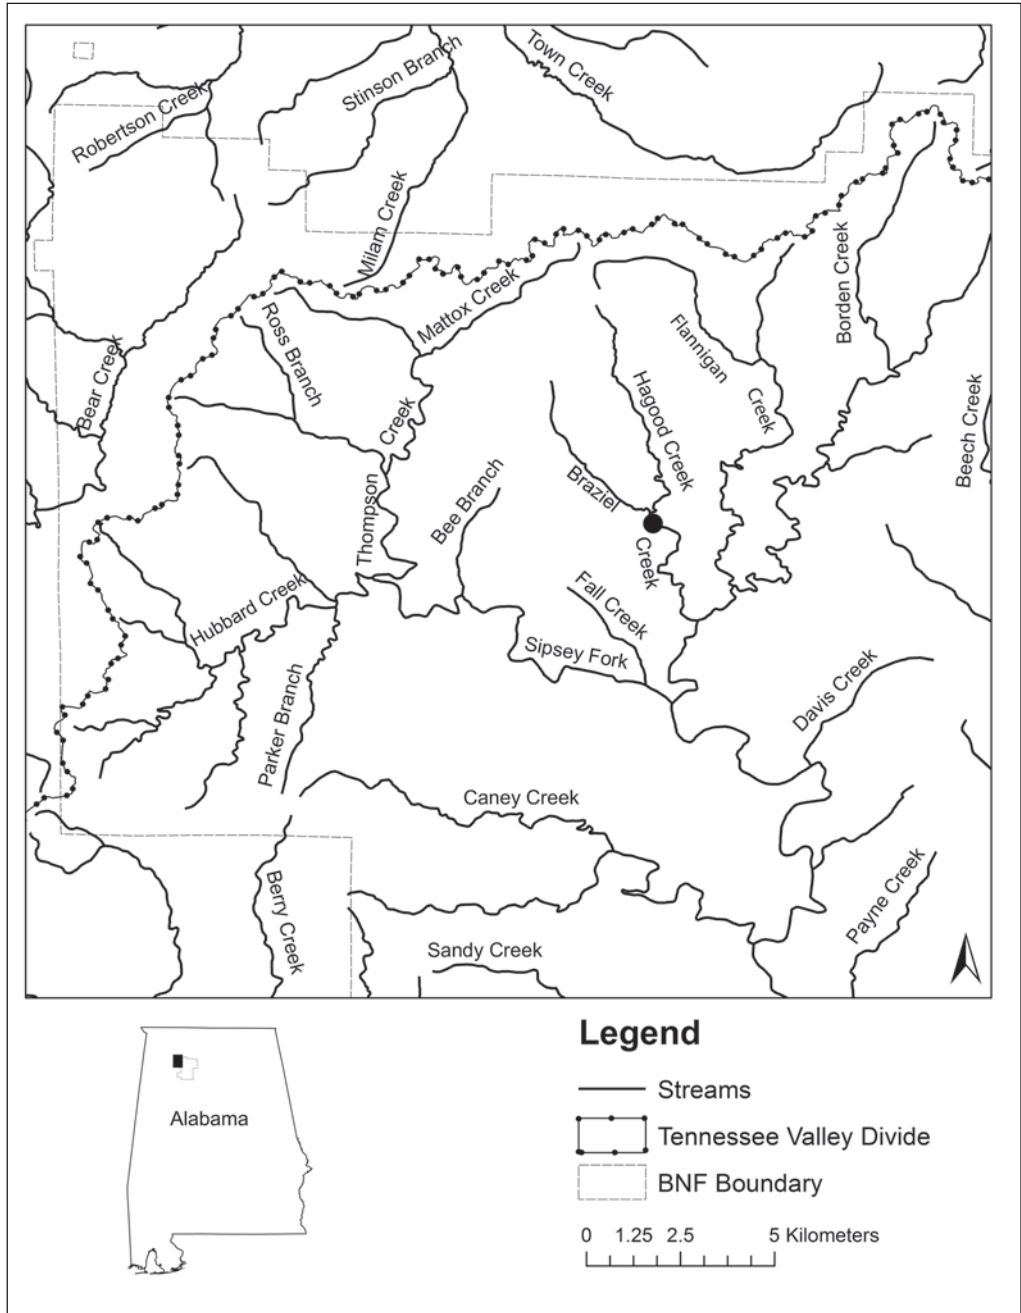 Town Creek
Stinson Branch
Robertson Creek
Milam Creek
Mattox Creek
Borden Creek
Ross Branch
Flannigan
Creek
Bear Creek
Hagood Creek
Beech Creek
Thompson
Creek
Bee Branch
Braziel
Creek
Fall Creek
Hubbard Creek
Sipsey Fork
Davis Creek
Parker Branch
Caney Creek
Payne Creek
Berry Creek
Sandy Creek
Alabama
Legend
Streams
Tennessee Valley Divide
BNF Boundary
0 1.25 2.5 5 Kilometers